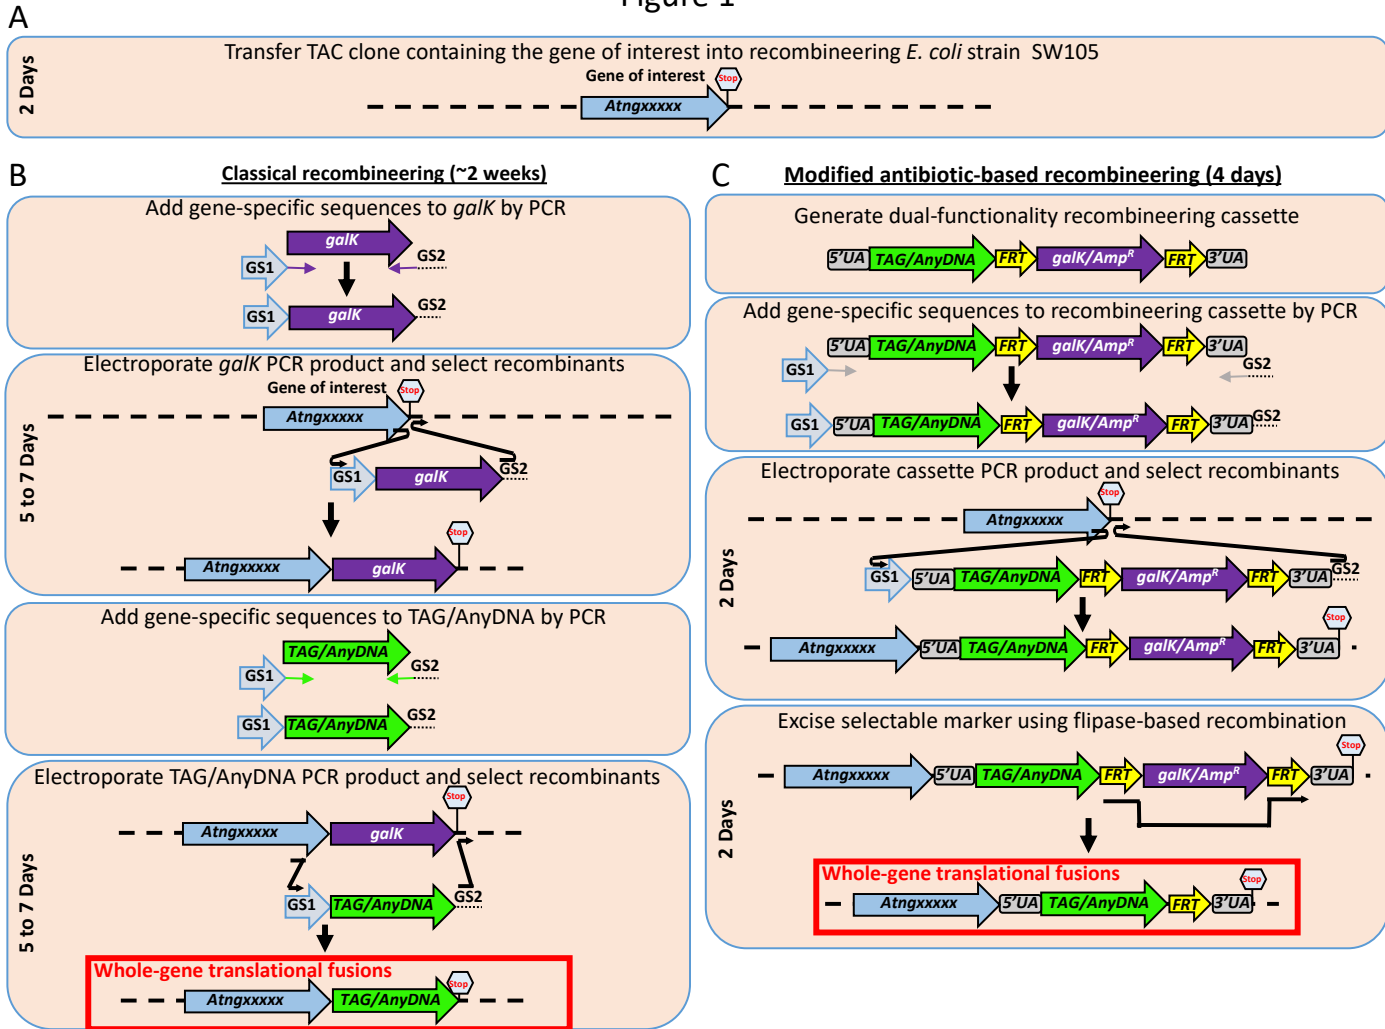 Figure 1
A
2 Days
Transfer TAC clone containing the gene of interest into recombineering E. coli strain SW105
Gene of interest
Stop
Atngxxxxx
B
Classical recombineering (~2 weeks)
Add gene-specific sequences to galK by PCR
galK
GS1
GS2
GS1
galK
GS2
5 to 7 Days
Electroporate galK PCR product and select recombinants
Gene of interest
Stop
Atngxxxxx
GS1
galK
GS2
Stop
Atngxxxxx
galK
Add gene-specific sequences to TAG/AnyDNA by PCR
TAG/AnyDNA
GS1
GS2
GS1
TAG/AnyDNA
GS2
5 to 7 Days
Electroporate TAG/AnyDNA PCR product and select recombinants
Stop
Atngxxxxx
galK
GS1
TAG/AnyDNA
GS2
Whole-gene translational fusions
Stop
Atngxxxxx
TAG/AnyDNA
C
Modified antibiotic-based recombineering (4 days)
Generate dual-functionality recombineering cassette
5'UA TAG/AnyDNA FRT galK/AmpR FRT 3'UA
Add gene-specific sequences to recombineering cassette by PCR
5'UA TAG/AnyDNA FRT galK/AmpR FRT 3'UA
GS1
GS2
GS1 5'UA TAG/AnyDNA FRT galK/AmpR FRT 3'UA GS2
2 Days
Electroporate cassette PCR product and select recombinants
Stop
Atngxxxxx
GS1 5'UA TAG/AnyDNA FRT galK/AmpR FRT 3'UA GS2
Stop
Atngxxxxx 5'UA TAG/AnyDNA FRT galK/AmpR FRT 3'UA
2 Days
Excise selectable marker using flipase-based recombination
Stop
Atngxxxxx 5'UA TAG/AnyDNA FRT galK/AmpR FRT 3'UA
Whole-gene translational fusions
Stop
Atngxxxxx 5'UA TAG/AnyDNA FRT 3'UA